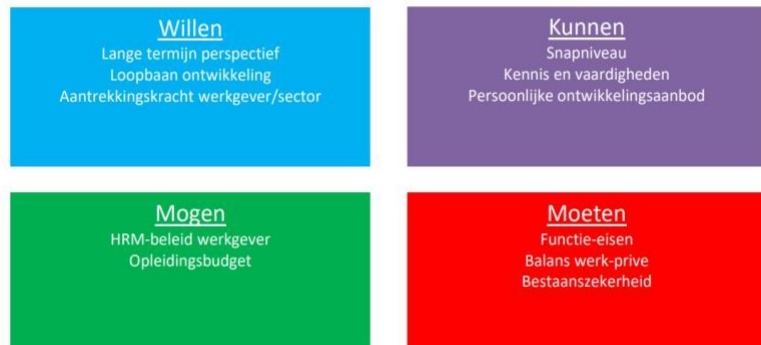 Willen
Lange termijn perspectief
Loopbaan ontwikkeling
Aantrekkingskracht werkgever/sector
Kunnen
Snapniveau
Kennis en vaardigheden
Persoonlijke ontwikkelingsaanbod
Mogen
HRM-beleid werkgever
Opleidingsbudget
Moeten
Functie-eisen
Balans werk-prive
Bestaanszekerheid